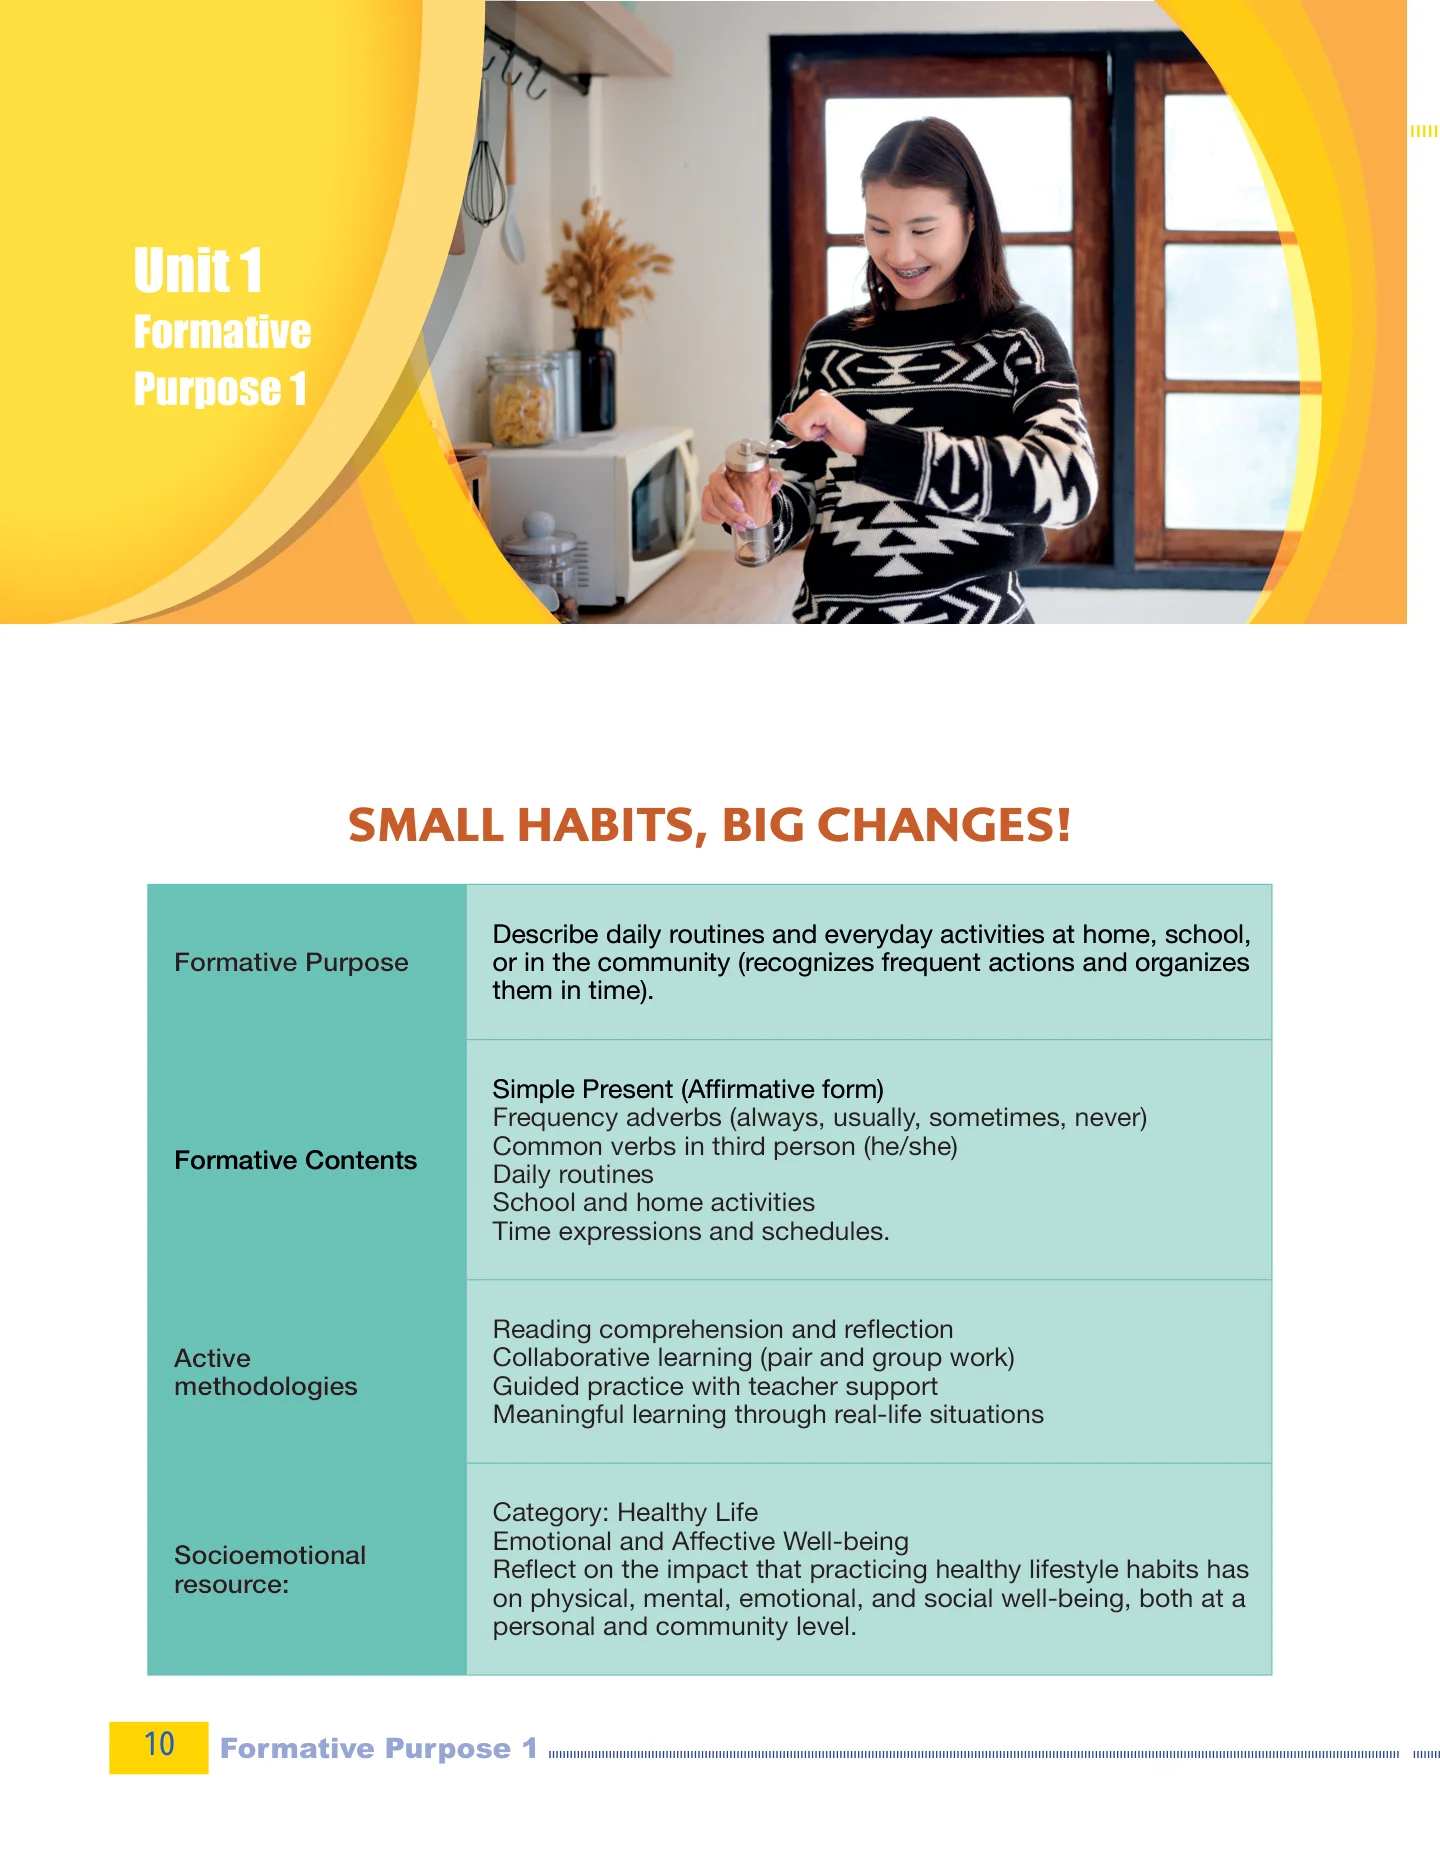 Unit 1
Formative
Purpose 1
SMALL HABITS, BIG CHANGES!
Formative Purpose
Describe daily routines and everyday activities at home, school,
or in the community (recognizes frequent actions and organizes
them in time).
Formative Contents
Simple Present (Affirmative form)
Frequency adverbs (always, usually, sometimes, never)
Common verbs in third person (he/she)
Daily routines
School and home activities
Time expressions and schedules.
Active
methodologies
Reading comprehension and reflection
Collaborative learning (pair and group work)
Guided practice with teacher support
Meaningful learning through real-life situations
Socioemotional
resource:
Category: Healthy Life
Emotional and Affective Well-being
Reflect on the impact that practicing healthy lifestyle habits has
on physical, mental, emotional, and social well-being, both at a
personal and community level.
10
Formative Purpose 1